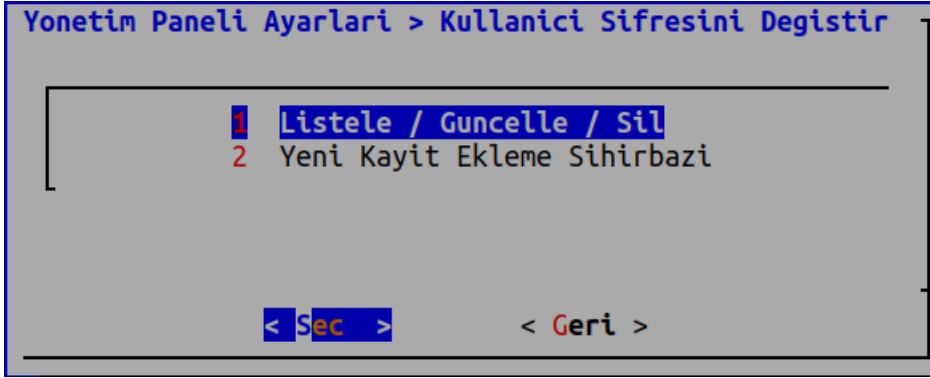 Yonetim Paneli Ayarlari > Kullanici Sifresini Degistir
1 Listele / Guncelle / Sil
2 Yeni Kayit Ekleme Sihirbazi
< Sec > < Geri >